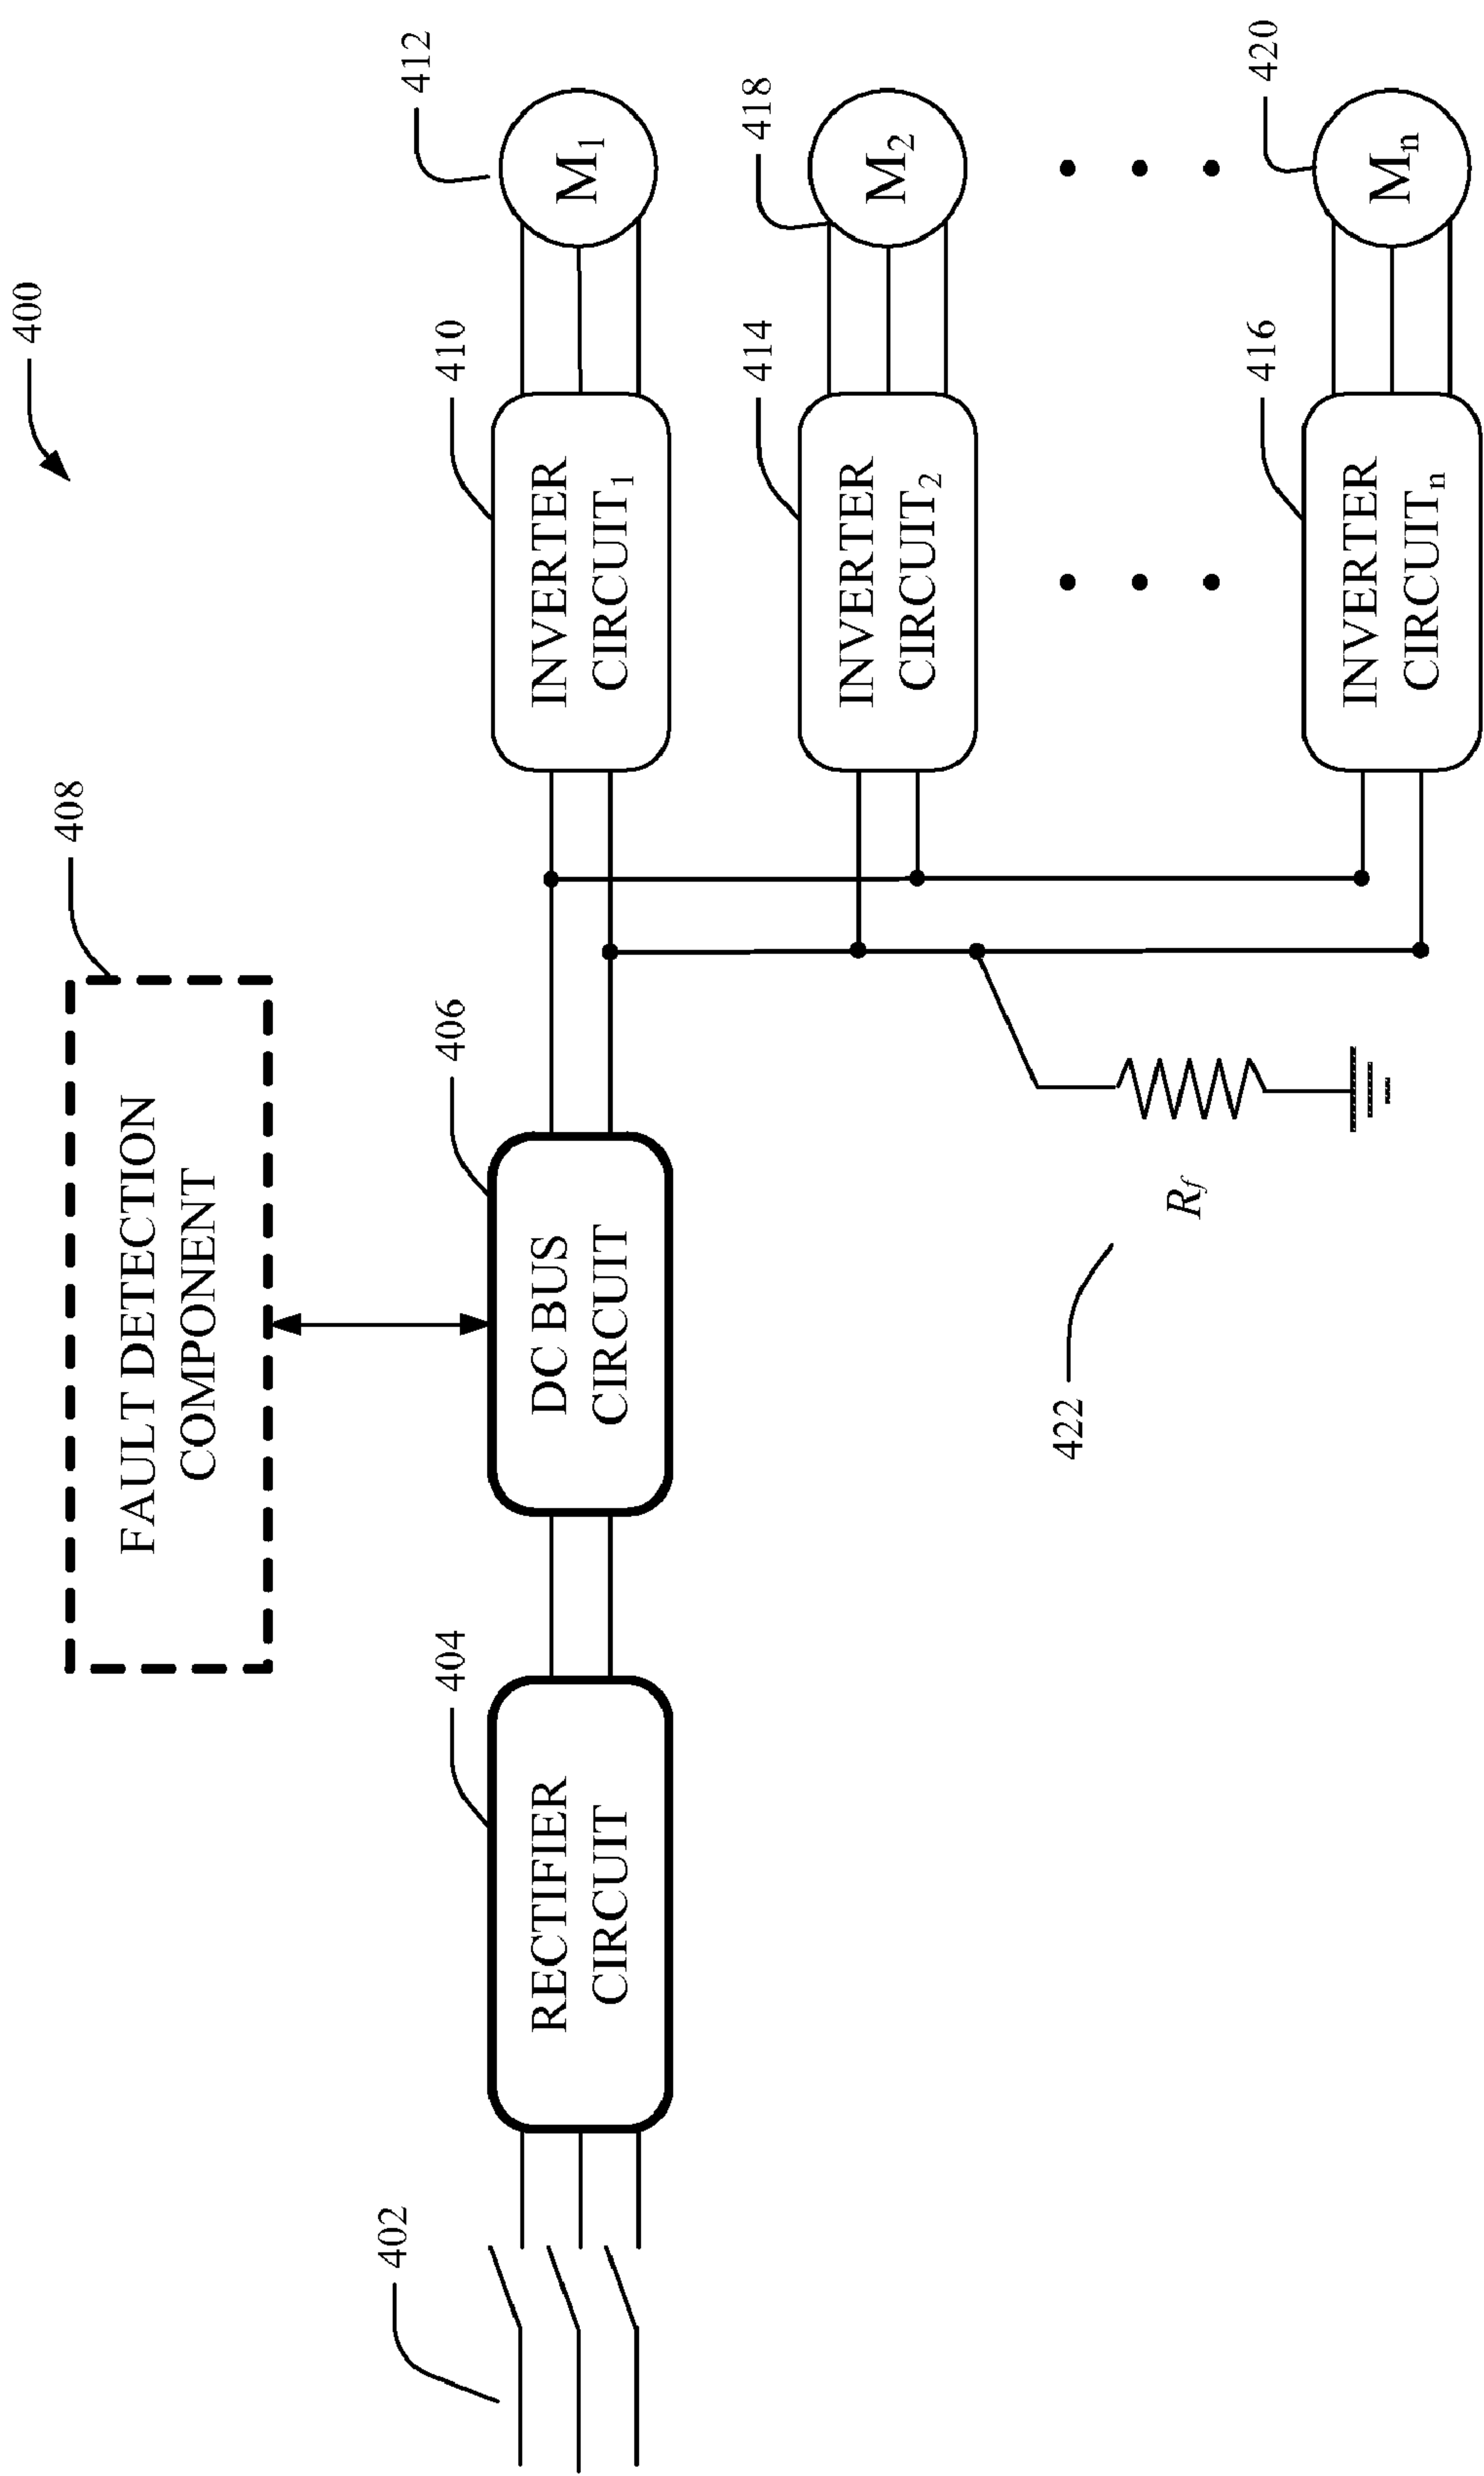 400
408
FAULT DETECTION
COMPONENT
402
404
RECTIFIER
CIRCUIT
406
DC BUS
CIRCUIT
410
INVERTER
CIRCUIT1
412
M1
414
INVERTER
CIRCUIT2
418
M2
422
Rf
416
INVERTER
CIRCUITn
420
Mn